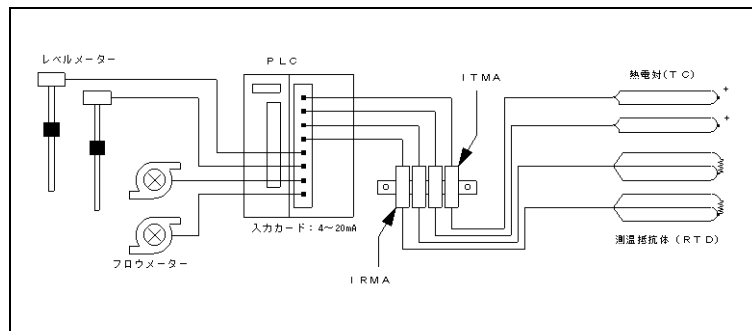 レベルメーター
ＰＬＣ
ＩＴＭＡ
熱電対(ＴＣ)
+
+
入力カード：4～20mA
フロウメーター
測温抵抗体（ＲＴＤ）
ＩＲＭＡ